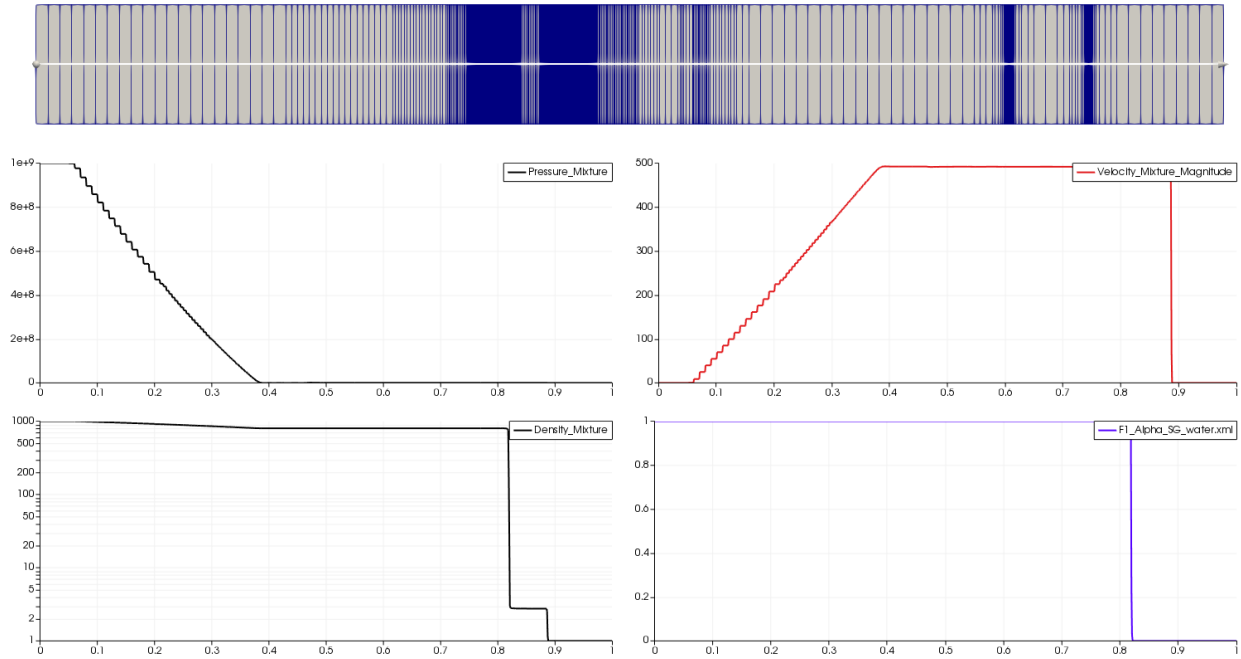 1e+9
8e+8
6e+8
4e+8
2e+8
0
Pressure_Mixture
0 0.1 0.2 0.3 0.4 0.5 0.6 0.7 0.8 0.9 1
500
400
300
200
100
0
Velocity_Mixture_Magnitude
0 0.1 0.2 0.3 0.4 0.5 0.6 0.7 0.8 0.9 1
1000
500
200
100
50
20
10
5
2
1
Density_Mixture
0 0.1 0.2 0.3 0.4 0.5 0.6 0.7 0.8 0.9 1
1
0.8
0.6
0.4
0.2
0
F1_Alpha_SG_water.xml
0 0.1 0.2 0.3 0.4 0.5 0.6 0.7 0.8 0.9 1